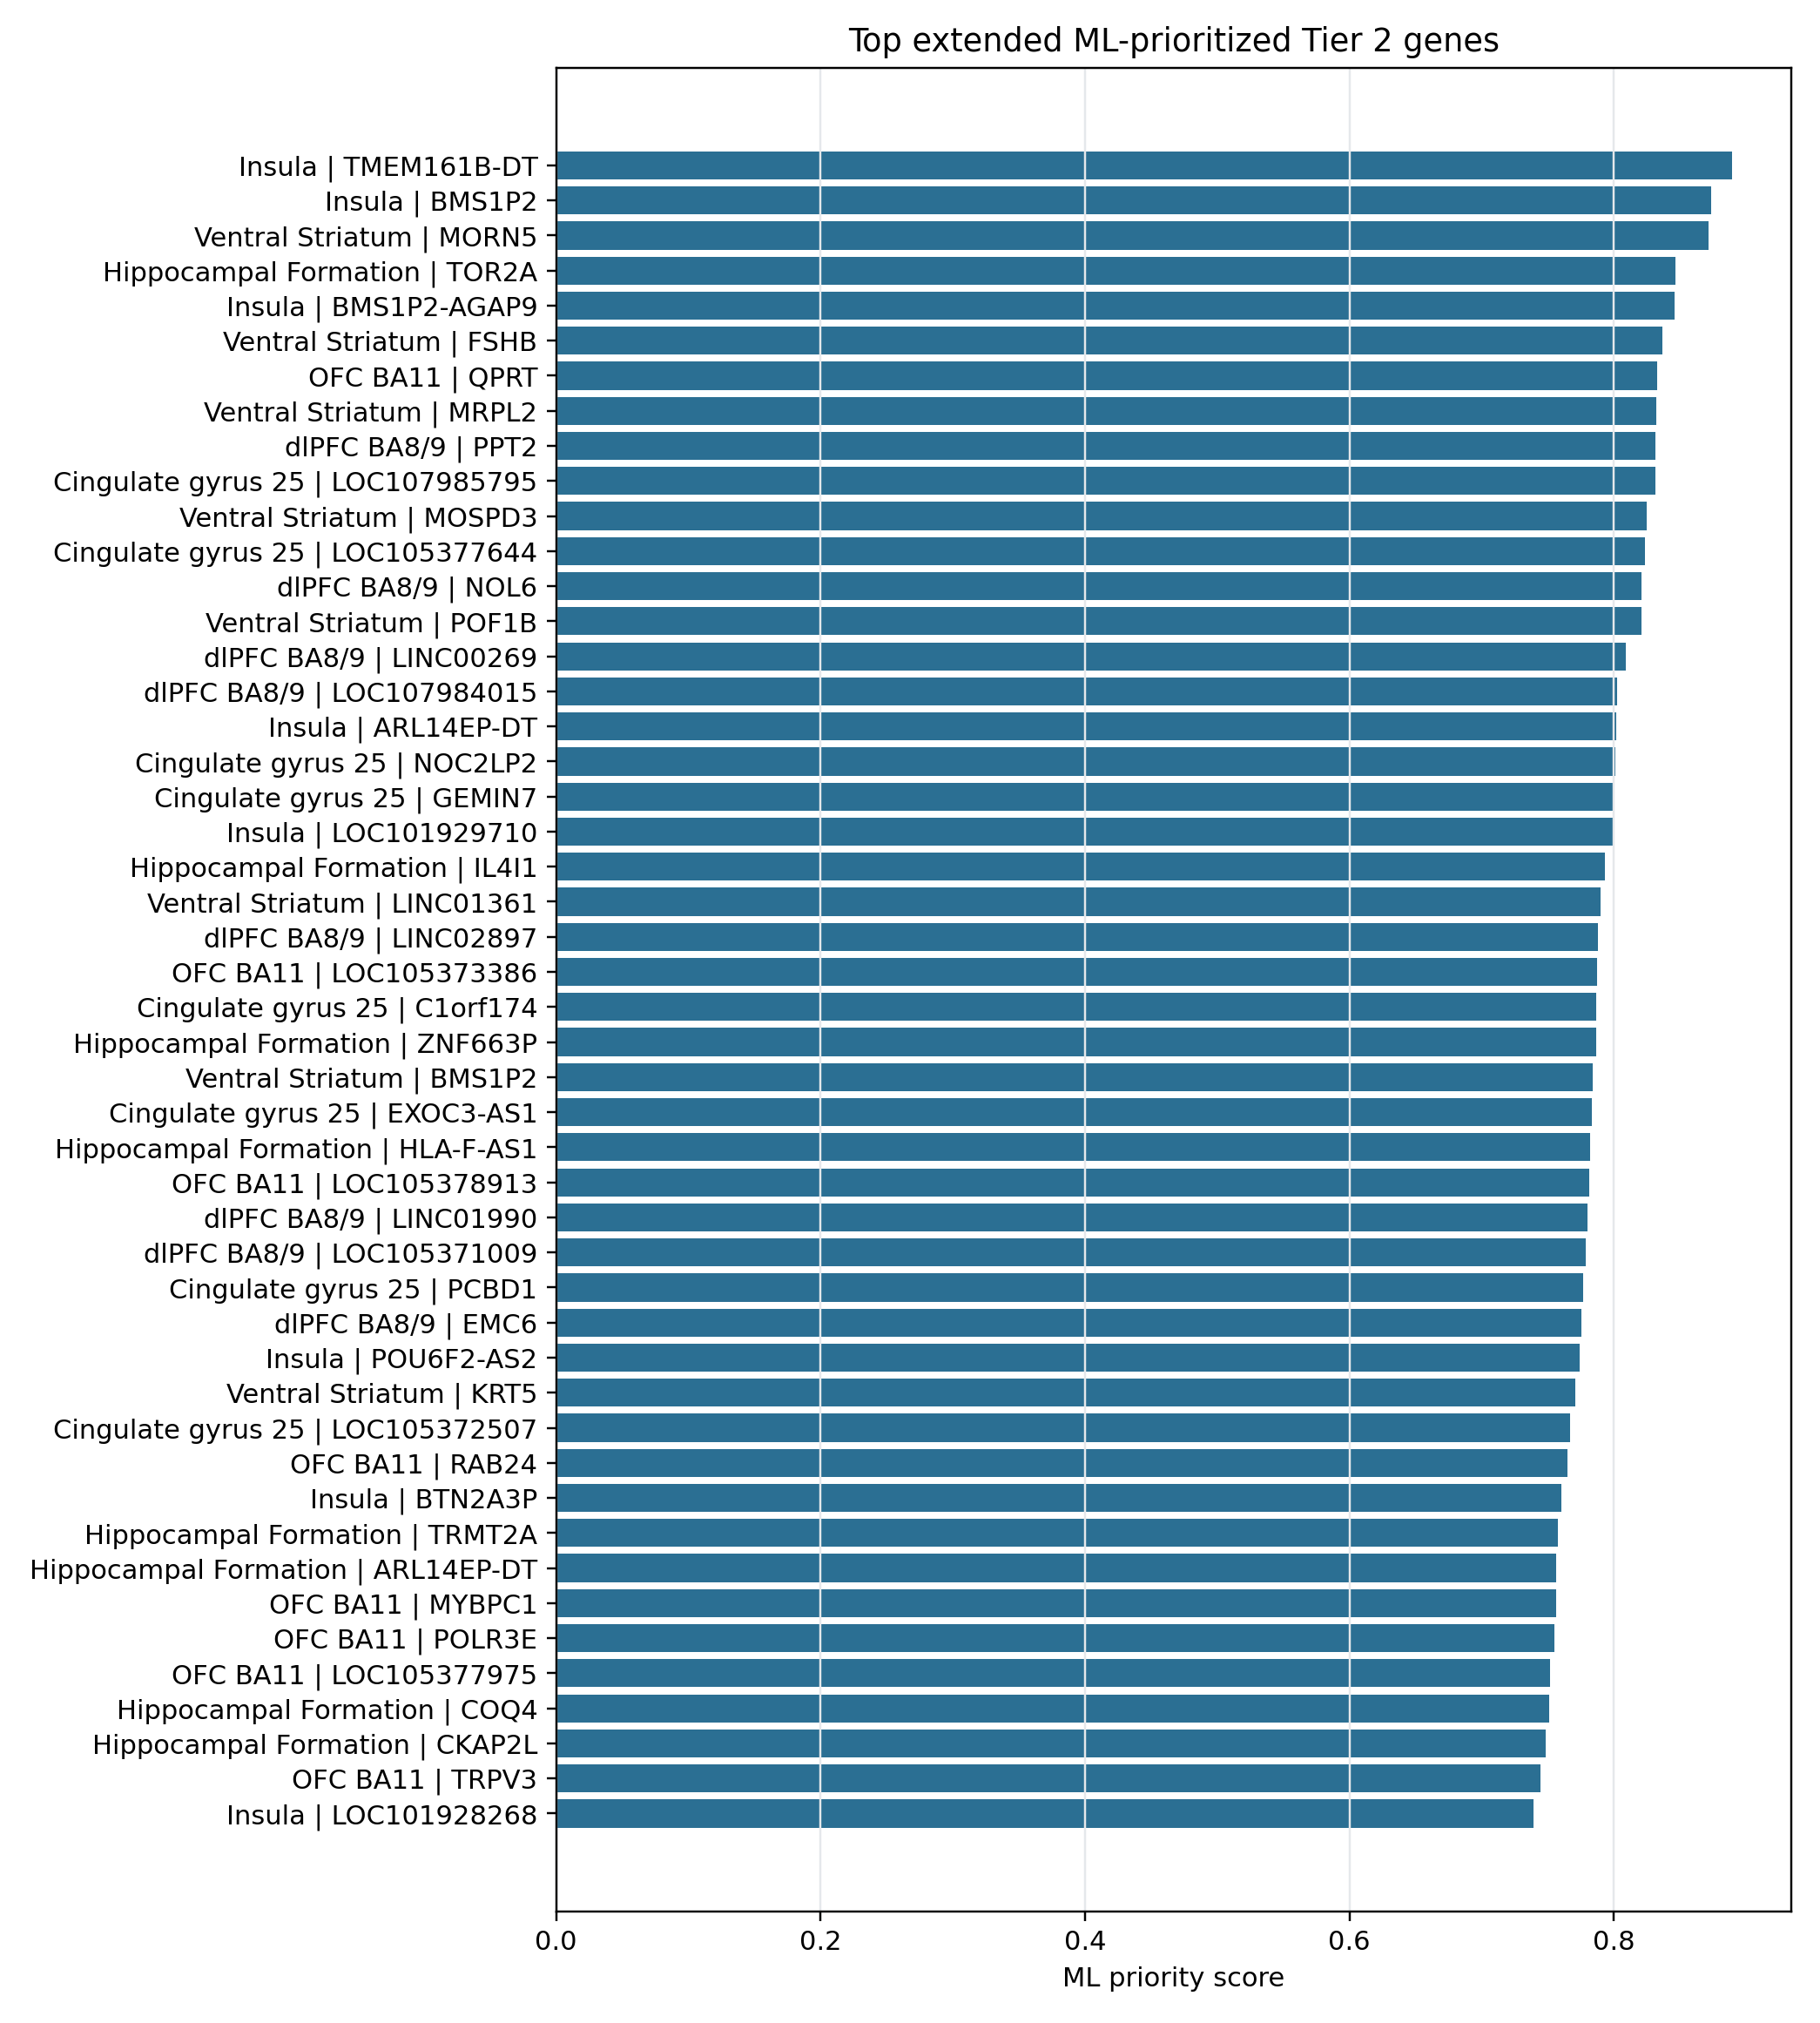 Top extended ML-prioritized Tier 2 genes
Insula | TMEM161B-DT
Insula | BMS1P2
Ventral Striatum | MORN5
Hippocampal Formation | TOR2A
Insula | BMS1P2-AGAP9
Ventral Striatum | FSHB
OFC BA11 | QPRT
Ventral Striatum | MRPL2
dlPFC BA8/9 | PPT2
Cingulate gyrus 25 | LOC107985795
Ventral Striatum | MOSPD3
Cingulate gyrus 25 | LOC105377644
dlPFC BA8/9 | NOL6
Ventral Striatum | POF1B
dlPFC BA8/9 | LINC00269
dlPFC BA8/9 | LOC107984015
Insula | ARL14EP-DT
Cingulate gyrus 25 | NOC2LP2
Cingulate gyrus 25 | GEMIN7
Insula | LOC101929710
Hippocampal Formation | IL4I1
Ventral Striatum | LINC01361
dlPFC BA8/9 | LINC02897
OFC BA11 | LOC105373386
Cingulate gyrus 25 | C1orf174
Hippocampal Formation | ZNF663P
Ventral Striatum | BMS1P2
Cingulate gyrus 25 | EXOC3-AS1
Hippocampal Formation | HLA-F-AS1
OFC BA11 | LOC105378913
dlPFC BA8/9 | LINC01990
dlPFC BA8/9 | LOC105371009
Cingulate gyrus 25 | PCBD1
dlPFC BA8/9 | EMC6
Insula | POU6F2-AS2
Ventral Striatum | KRT5
Cingulate gyrus 25 | LOC105372507
OFC BA11 | RAB24
Insula | BTN2A3P
Hippocampal Formation | TRMT2A
Hippocampal Formation | ARL14EP-DT
OFC BA11 | MYBPC1
OFC BA11 | POLR3E
OFC BA11 | LOC105377975
Hippocampal Formation | COQ4
Hippocampal Formation | CKAP2L
OFC BA11 | TRPV3
Insula | LOC101928268
0.0 0.2 0.4 0.6 0.8
ML priority score